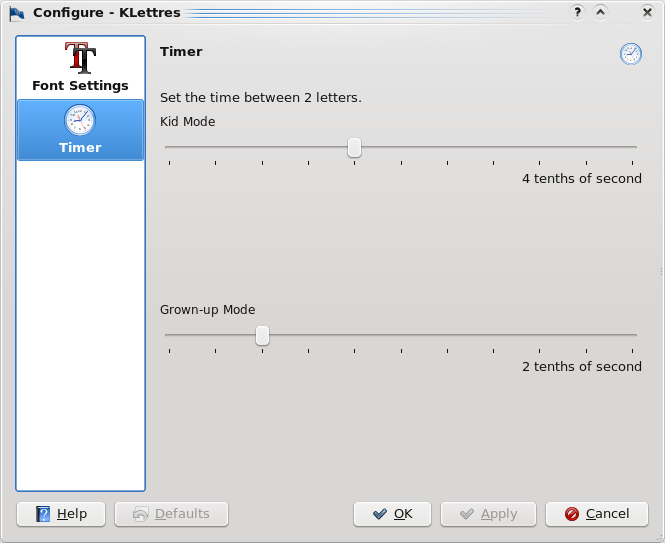 Configure - KLettres
Font Settings
Timer
Timer
Set the time between 2 letters.
Kid Mode
4 tenths of second
Grown-up Mode
2 tenths of second
Help
Defaults
OK
Apply
Cancel